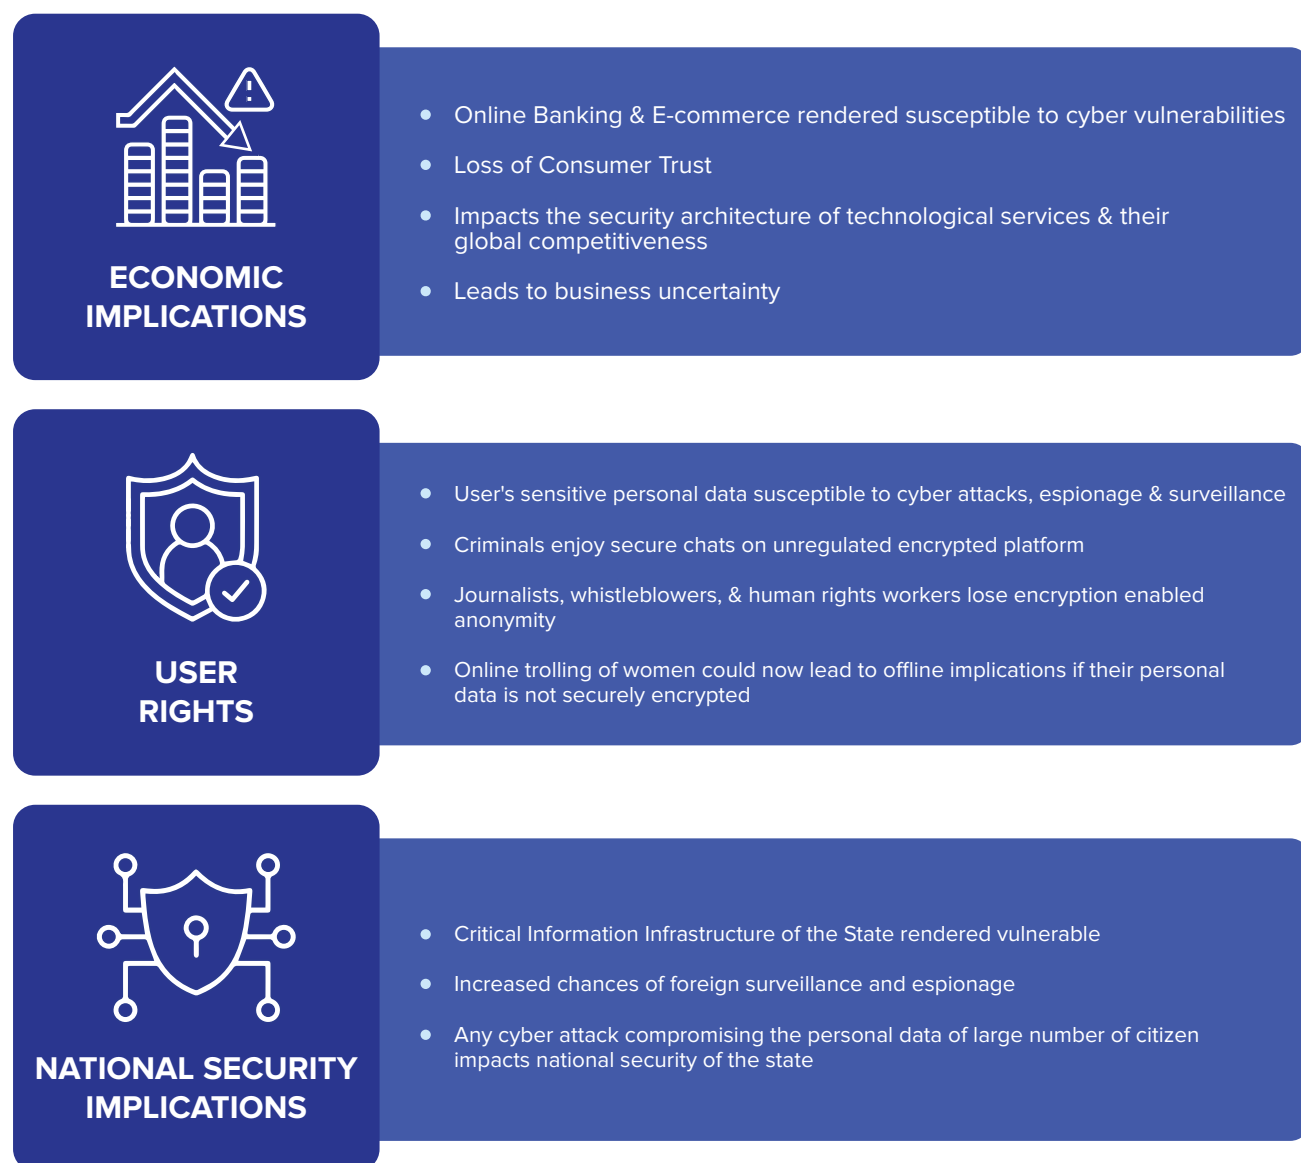 ECONOMIC
IMPLICATIONS
Online Banking & E-commerce rendered susceptible to cyber vulnerabilities
Loss of Consumer Trust
Impacts the security architecture of technological services & their
global competitiveness
Leads to business uncertainty
USER
RIGHTS
User's sensitive personal data susceptible to cyber attacks, espionage & surveillance
Criminals enjoy secure chats on unregulated encrypted platform
Journalists, whistleblowers, & human rights workers lose encryption enabled
anonymity
Online trolling of women could now lead to offline implications if their personal
data is not securely encrypted
NATIONAL SECURITY
IMPLICATIONS
Critical Information Infrastructure of the State rendered vulnerable
Increased chances of foreign surveillance and espionage
Any cyber attack compromising the personal data of large number of citizen
impacts national security of the state